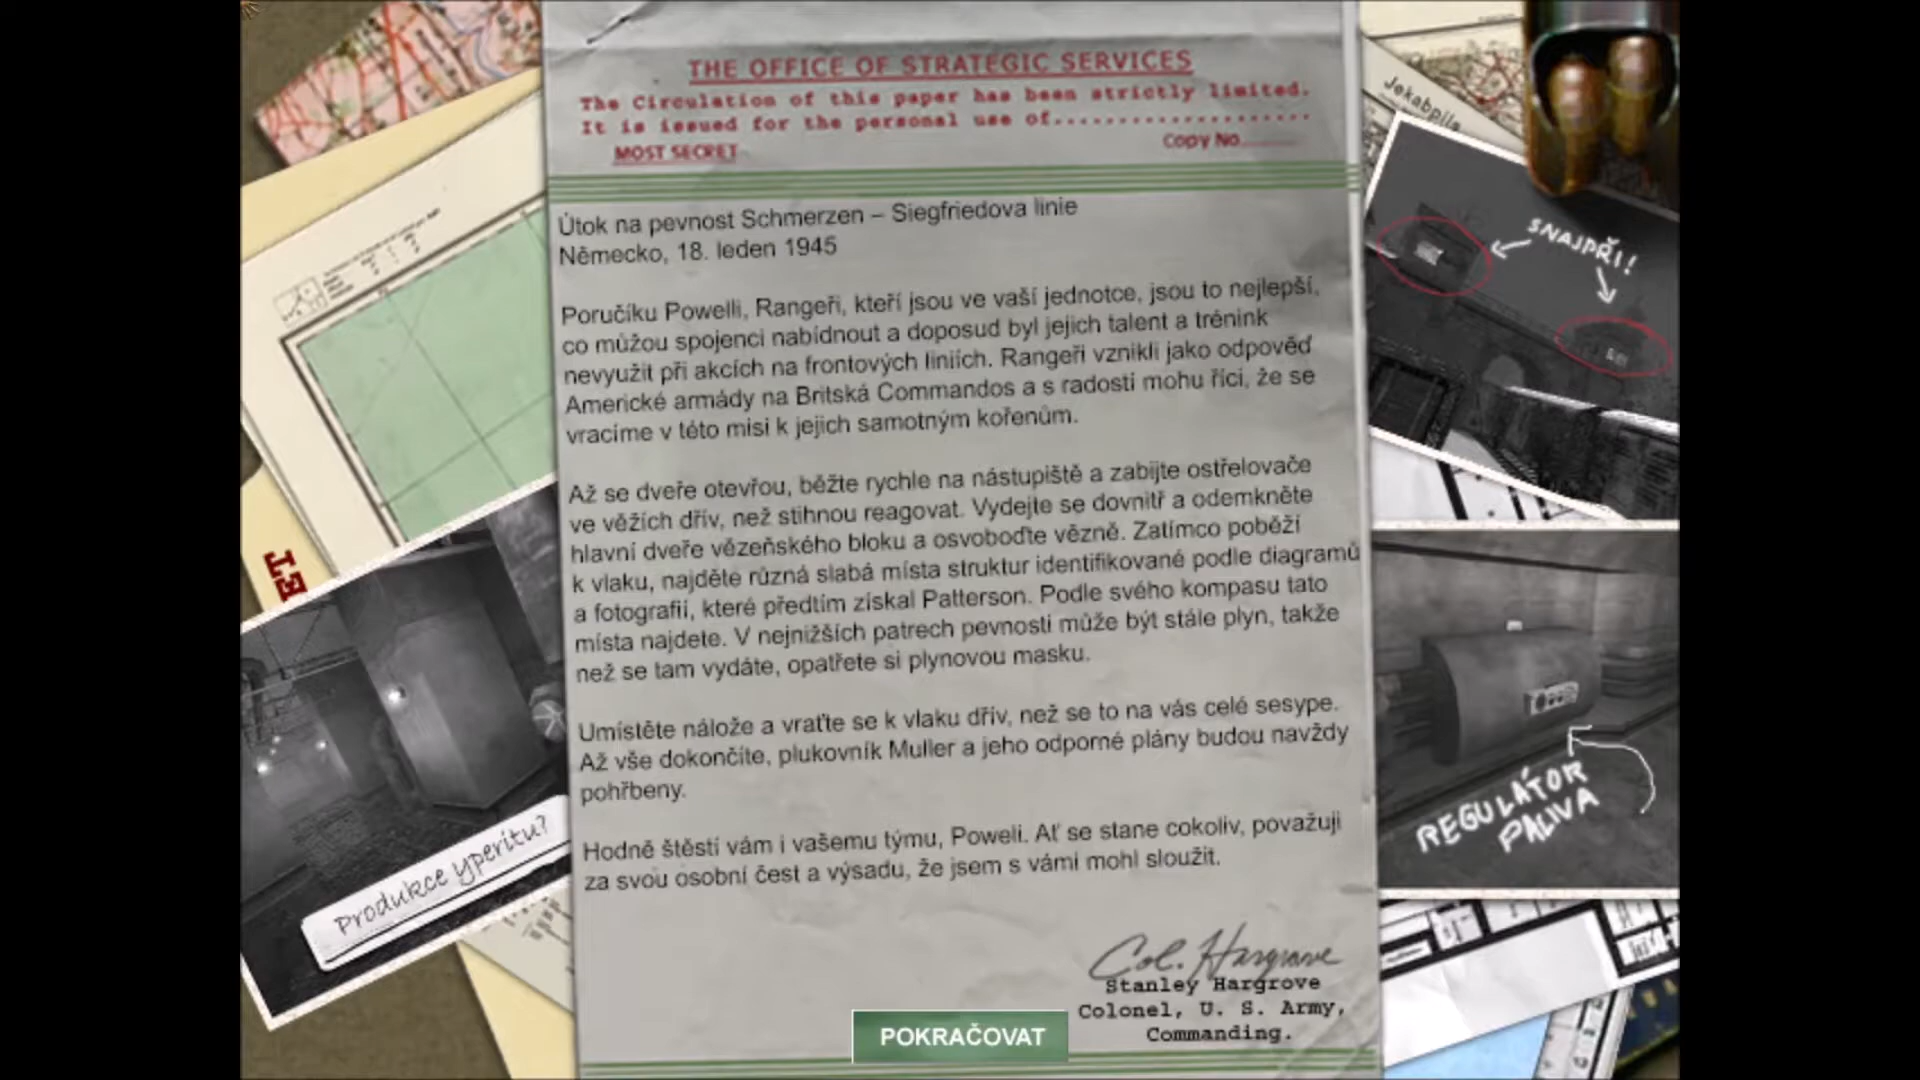 THE OFFICE OF STRATEGIC SERVICES
The Circulation of this paper has been strictly limited.
It is issued for the personal use of....................
MOST SECRET
Copy No.........
Útok na pevnost Schmerzen – Siegfriedova linie
Německo, 18. leden 1945
Poručíku Powelli, Rangeři, kteří jsou ve vaší jednotce, jsou to nejlepší,
co můžou spojenci nabídnout a doposud byl jejich talent a trénink
nevyužit při akcích na frontových liniích. Rangeři vznikli jako odpověď
Americké armády na Britská Commandos a s radostí mohu říci, že se
vracíme v této misi k jejich samotným kořenům.
Až se dveře otevřou, běžte rychle na nástupiště a zabijte ostřelovače
ve věžích dřív, než stihnou reagovat. Vydejte se dovnitř a odemkněte
hlavní dveře vězeňského bloku a osvoboďte vězně. Zatímco poběží
k vlaku, najděte různá slabá místa struktur identifikované podle diagramů
a fotografií, které předtím získal Patterson. Podle svého kompasu tato
místa najdete. V nejnižších patrech pevnosti může být stále plyn, takže
než se tam vydáte, opatřete si plynovou masku.
Umístěte nálože a vraťte se k vlaku dřív, než se to na vás celé sesype.
Až vše dokončíte, plukovník Muller a jeho odporné plány budou navždy
pohřbeny.
Hodně štěstí vám i vašemu týmu, Poweli. Ať se stane cokoliv, považuji
za svou osobní čest a výsadu, že jsem s vámi mohl sloužit.
Col. Hargrove
Stanley Hargrove
Colonel, U. S. Army,
Commanding.
POKRAČOVAT
Jekabpils
SNAJPŘI!
REGULÁTOR
PALIVA
Produkce yperitu?